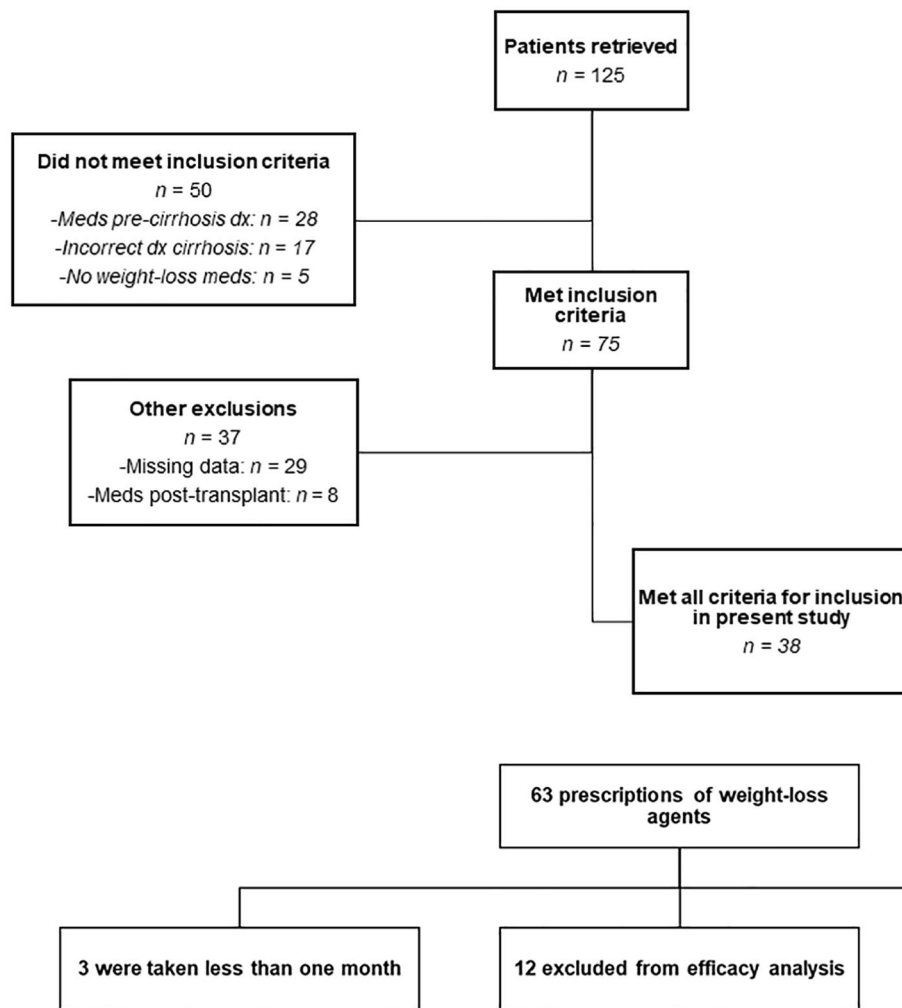 Patients retrieved
n = 125
Did not meet inclusion criteria
n = 50
-Meds pre-cirrhosis dx: n = 28
-Incorrect dx cirrhosis: n = 17
-No weight-loss meds: n = 5
Met inclusion
criteria
n = 75
Other exclusions
n = 37
-Missing data: n = 29
-Meds post-transplant: n = 8
Met all criteria for inclusion
in present study
n = 38
63 prescriptions of weight-loss
agents
3 were taken less than one month
12 excluded from efficacy analysis